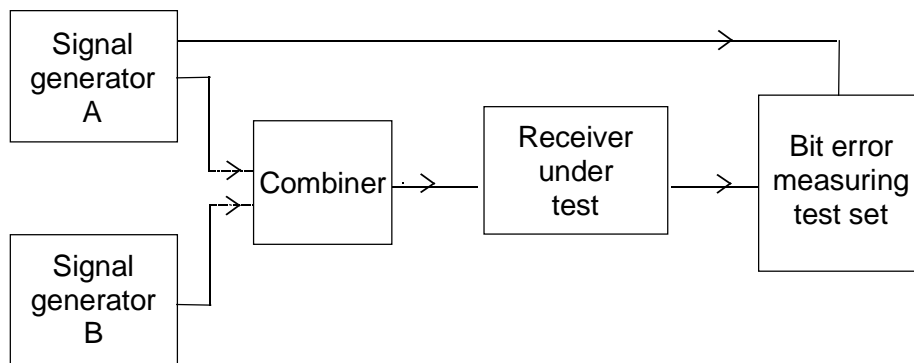 Signal
generator
A
Combiner
Receiver
under
test
Bit error
measuring
test set
Signal
generator
B